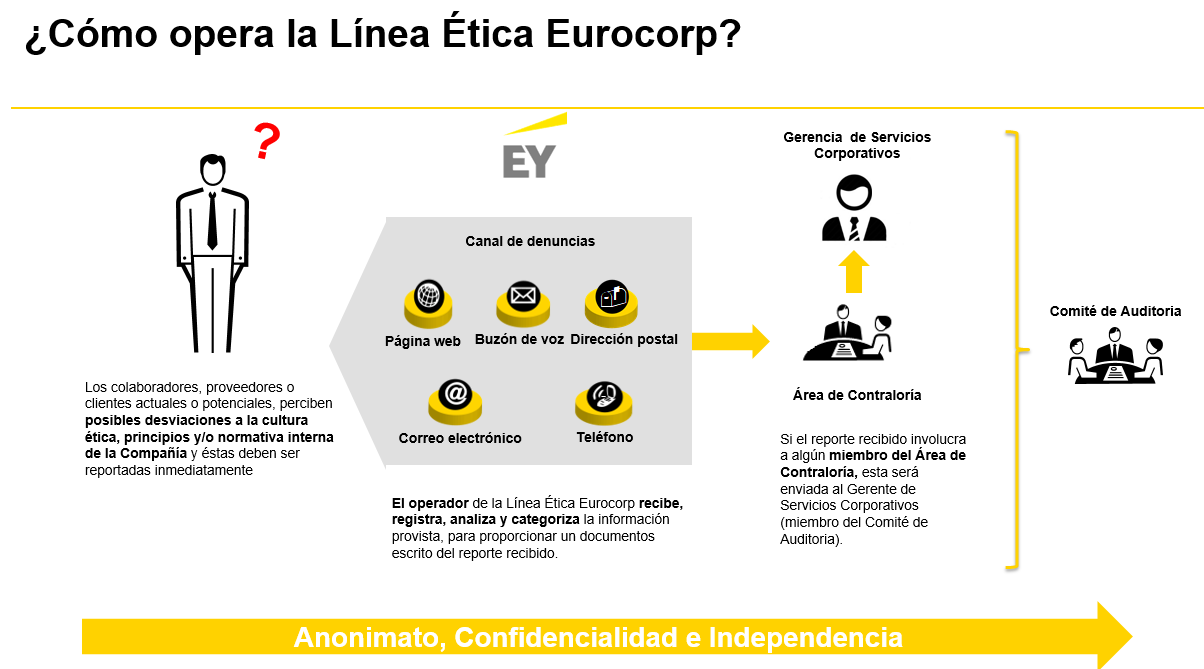 ¿Cómo opera la Línea Ética Eurocorp?
?
EY
Canal de denuncias
Página web
Buzón de voz
Dirección postal
@
Correo electrónico
Teléfono
Los colaboradores, proveedores o
clientes actuales o potenciales, perciben
posibles desviaciones a la cultura
ética, principios y/o normativa interna
de la Compañía y éstas deben ser
reportadas inmediatamente
El operador de la Línea Ética Eurocorp recibe,
registra, analiza y categoriza la información
provista, para proporcionar un documentos
escrito del reporte recibido.
Gerencia de Servicios
Corporativos
Área de Contraloría
Si el reporte recibido involucra
a algún miembro del Área de
Contraloría, esta será
enviada al Gerente de
Servicios Corporativos
(miembro del Comité de
Auditoria).
Comité de Auditoria
Anonimato, Confidencialidad e Independencia